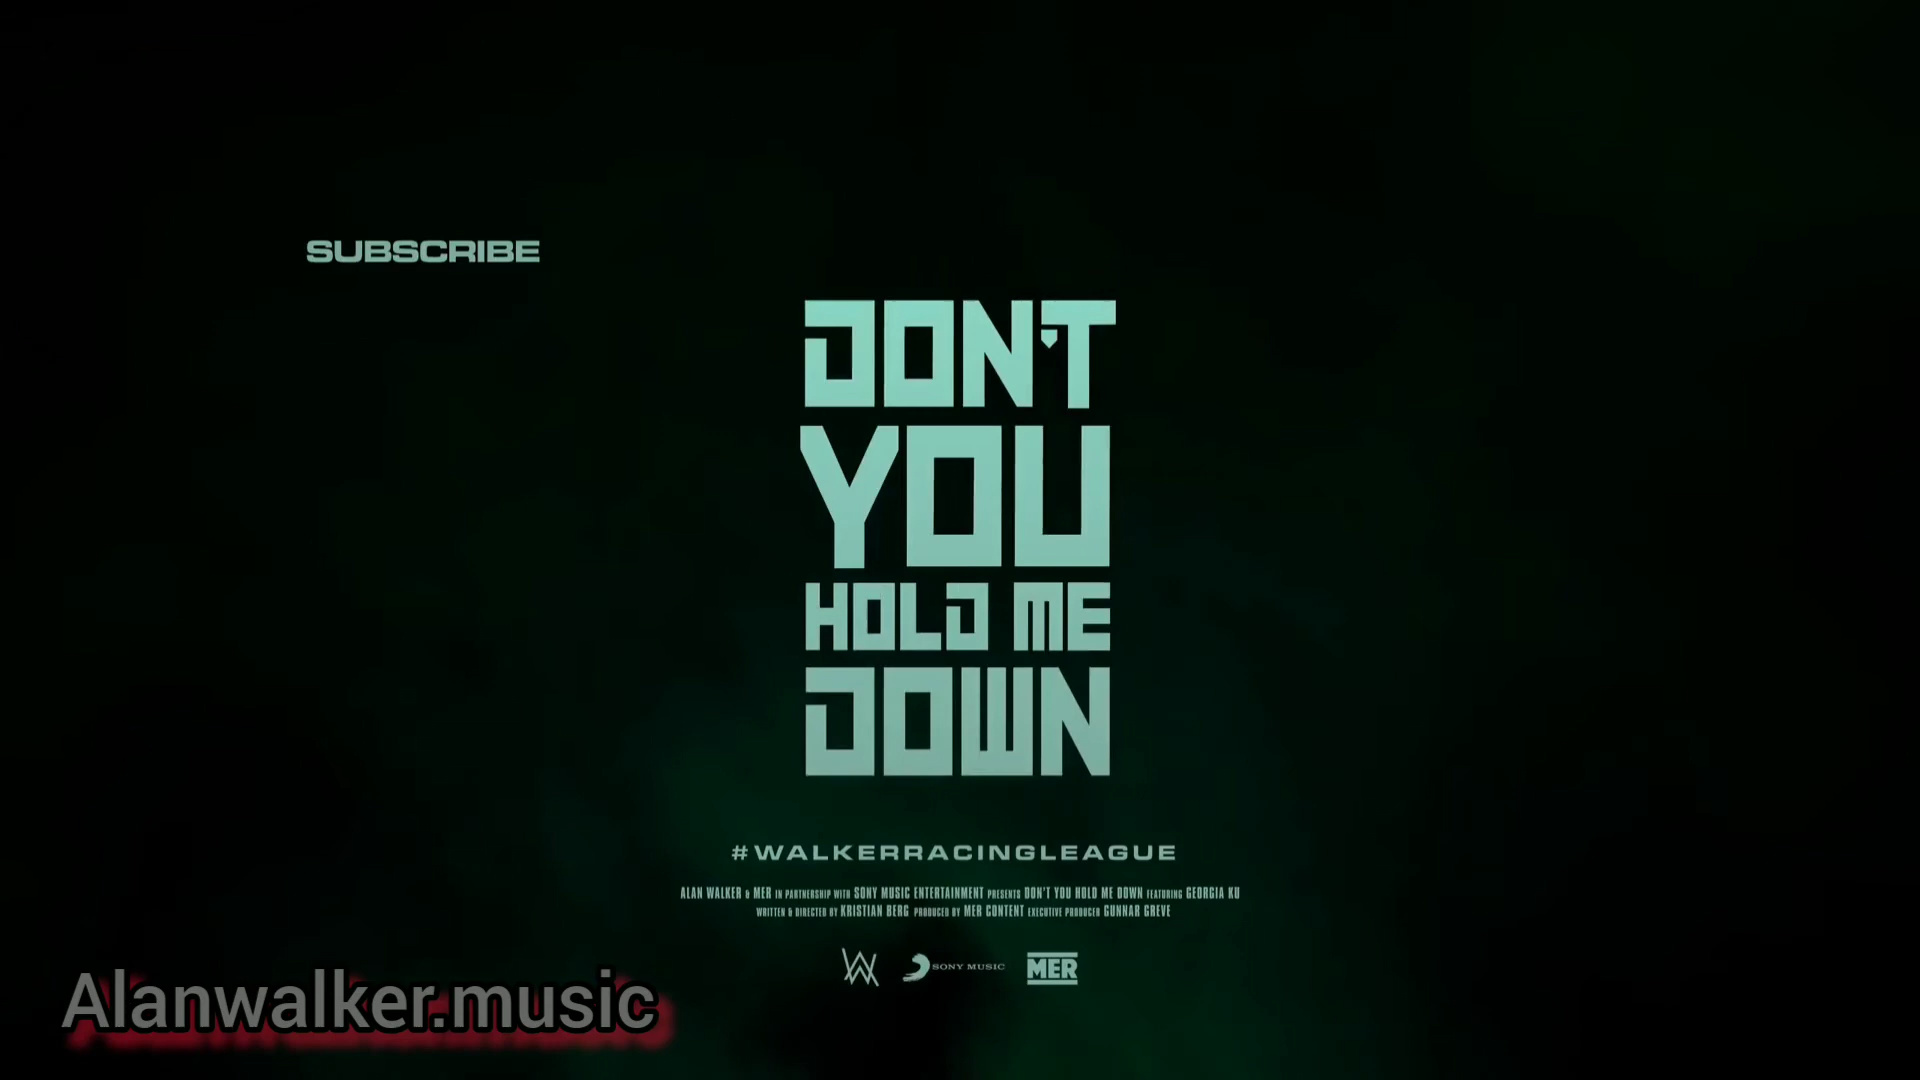 SUBSCRIBE
DON'T
YOU
HOLD ME
DOWN
#WALKERRACINGLEAGUE
ALAN WALKER & MER IN PARTNERSHIP WITH SONY MUSIC ENTERTAINMENT PRESENTS DON'T YOU HOLD ME DOWN FEATURING GEORGIA KU
WRITTEN & DIRECTED BY KRISTIAN BERG PRODUCED BY MER CONTENT EXECUTIVE PRODUCER GUNNAR GREVE
SONY MUSIC MER
Alanwalker.music